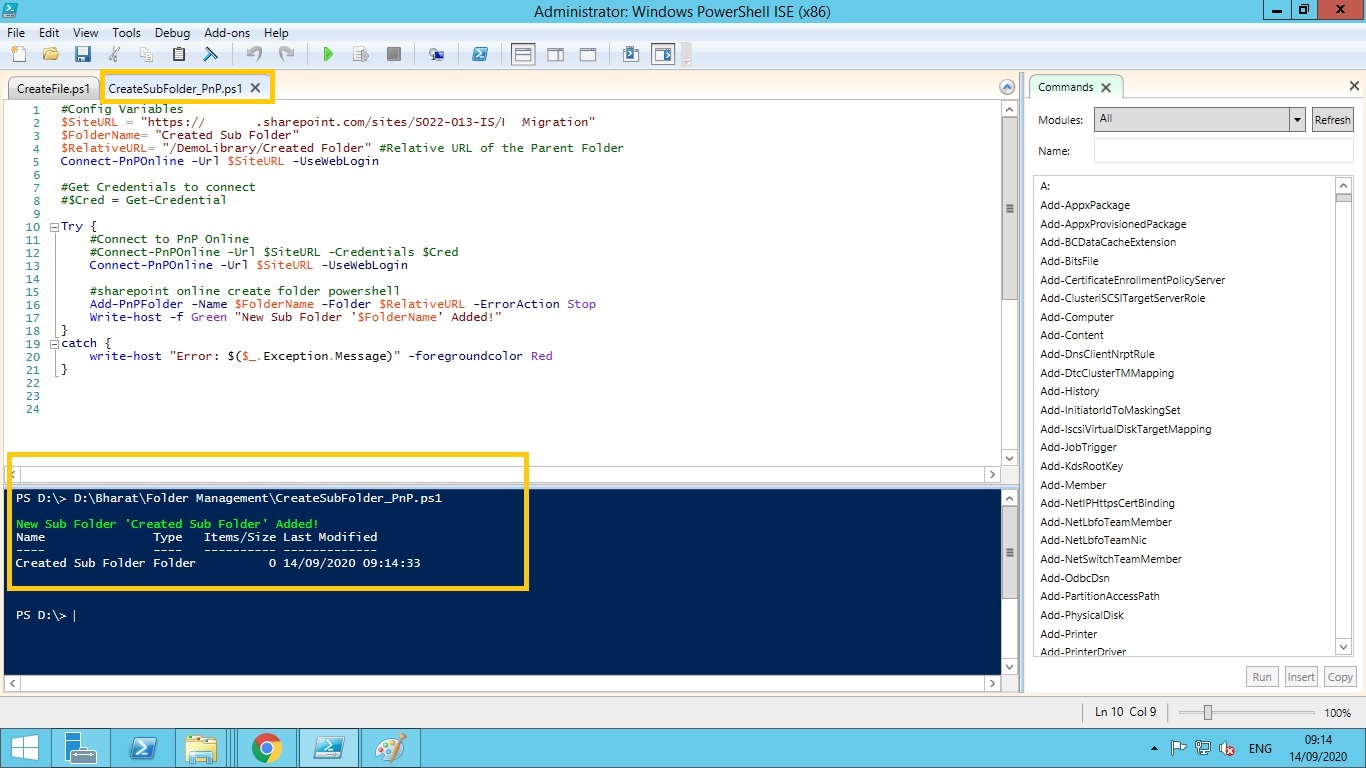 Administrator: Windows PowerShell ISE (x86)
File Edit View Tools Debug Add-ons Help
CreateFile.ps1 CreateSubFolder_PnP.ps1
1 #Config Variables
2 $SiteURL = "https:// .sharepoint.com/sites/S022-013-IS/ Migration"
3 $FolderName= "Created Sub Folder"
4 $RelativeURL= "/DemoLibrary/Created Folder" #Relative URL of the Parent Folder
5 Connect-PnPOnline -Url $SiteURL -UseWebLogin
6
7 #Get Credentials to connect
8 #$Cred = Get-Credential
9
10 Try {
11 #Connect to PnP Online
12 #Connect-PnPOnline -Url $SiteURL -Credentials $Cred
13 Connect-PnPOnline -Url $SiteURL -UseWebLogin
14
15 #sharepoint online create folder powershell
16 Add-PnPFolder -Name $FolderName -Folder $RelativeURL -ErrorAction Stop
17 Write-host -f Green "New Sub Folder '$FolderName' Added!"
18 }
19 catch {
20 write-host "Error: $($_.Exception.Message)" -foregroundcolor Red
21 }
22
23
24
PS D:\> D:\Bharat\Folder Management\CreateSubFolder_PnP.ps1
New Sub Folder 'Created Sub Folder' Added!
Name Type Items/Size Last Modified
---- ---- ---------- -------------
Created Sub Folder Folder 0 14/09/2020 09:14:33
PS D:\>
Commands
Modules: All Refresh
Name:
A:
Add-AppxPackage
Add-AppxProvisionedPackage
Add-BCDataCacheExtension
Add-BitsFile
Add-CertificateEnrollmentPolicyServer
Add-ClusteriSCSITargetServerRole
Add-Computer
Add-Content
Add-DnsClientNrptRule
Add-DtcClusterTMMapping
Add-History
Add-InitiatorIdToMaskingSet
Add-IscsiVirtualDiskTargetMapping
Add-JobTrigger
Add-KdsRootKey
Add-Member
Add-NetIPHttpsCertBinding
Add-NetLbfoTeamMember
Add-NetLbfoTeamNic
Add-NetSwitchTeamMember
Add-OdbcDsn
Add-PartitionAccessPath
Add-PhysicalDisk
Add-Printer
Add-PrinterDriver
Run Insert Copy
Ln 10 Col 9 100%
ENG
09:14
14/09/2020